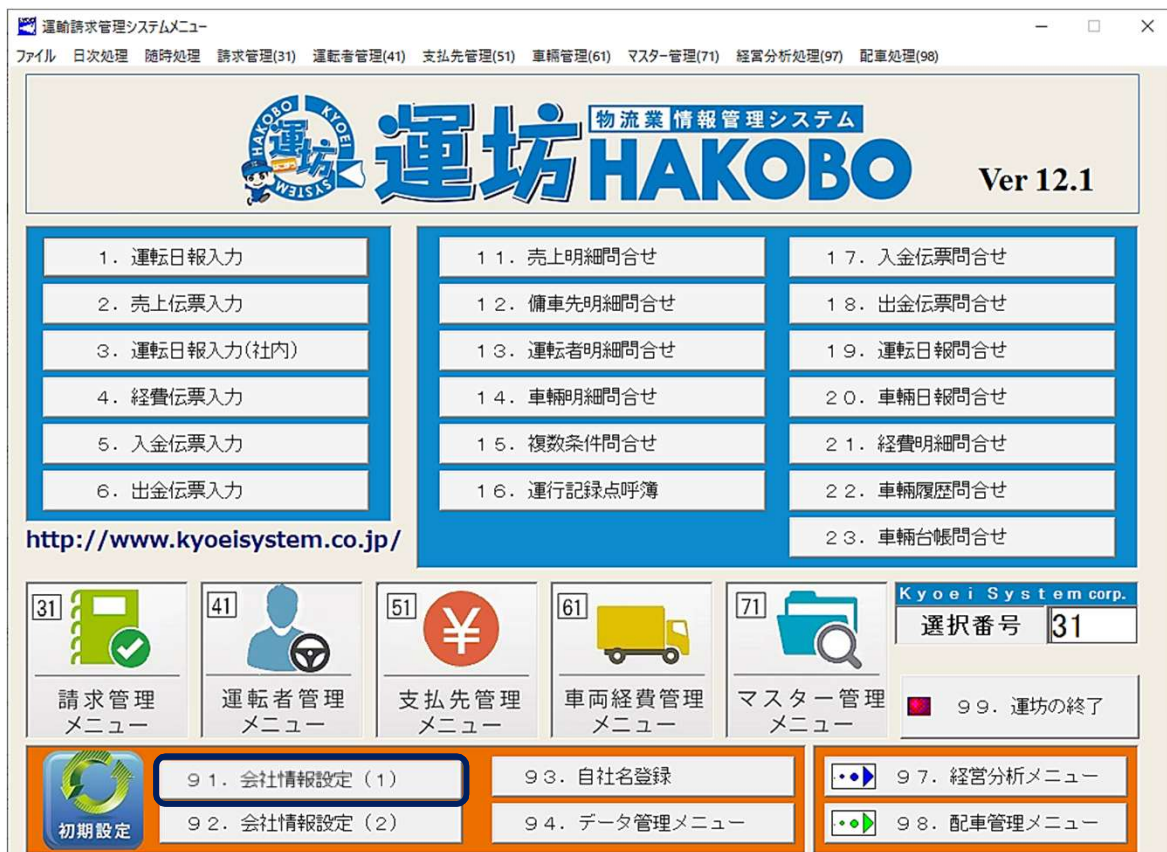 運輸請求管理システムメニュー
ファイル 日次処理 随時処理 請求管理(31) 運転者管理(41) 支払先管理(51) 車輛管理(61) マスター管理(71) 経営分析処理(97) 配車処理(98)
HAKOBO KYOEI SYSTEM 運坊
運坊 物流業 情報管理システム
HAKOBO Ver 12.1
1. 運転日報入力
2. 売上伝票入力
3. 運転日報入力(社内)
4. 経費伝票入力
5. 入金伝票入力
6. 出金伝票入力
http://www.kyoeisystem.co.jp/
11. 売上明細問合せ
12. 傭車先明細問合せ
13. 運転者明細問合せ
14. 車輛明細問合せ
15. 複数条件問合せ
16. 運行記録点呼簿
17. 入金伝票問合せ
18. 出金伝票問合せ
19. 運転日報問合せ
20. 車輛日報問合せ
21. 経費明細問合せ
22. 車輛履歴問合せ
23. 車輛台帳問合せ
31
請求管理
メニュー
41
運転者管理
メニュー
51
¥
支払先管理
メニュー
61
車両経費管理
メニュー
71
マスター管理
メニュー
Kyoei System corp.
選択番号 31
99. 運坊の終了
初期設定
91. 会社情報設定(1)
92. 会社情報設定(2)
93. 自社名登録
94. データ管理メニュー
97. 経営分析メニュー
98. 配車管理メニュー